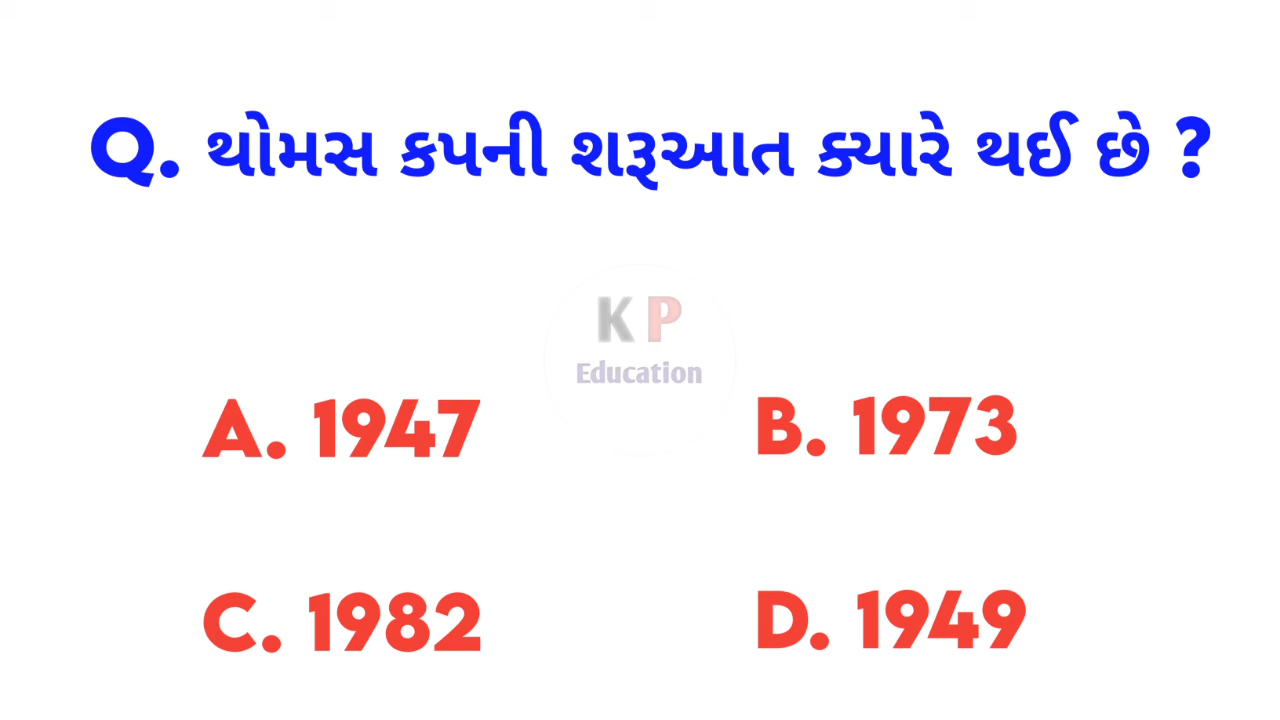 Q. થોમસ કપની શરૂઆત ક્યારે થઈ છે ?
K P
Education
A. 1947
B. 1973
C. 1982
D. 1949